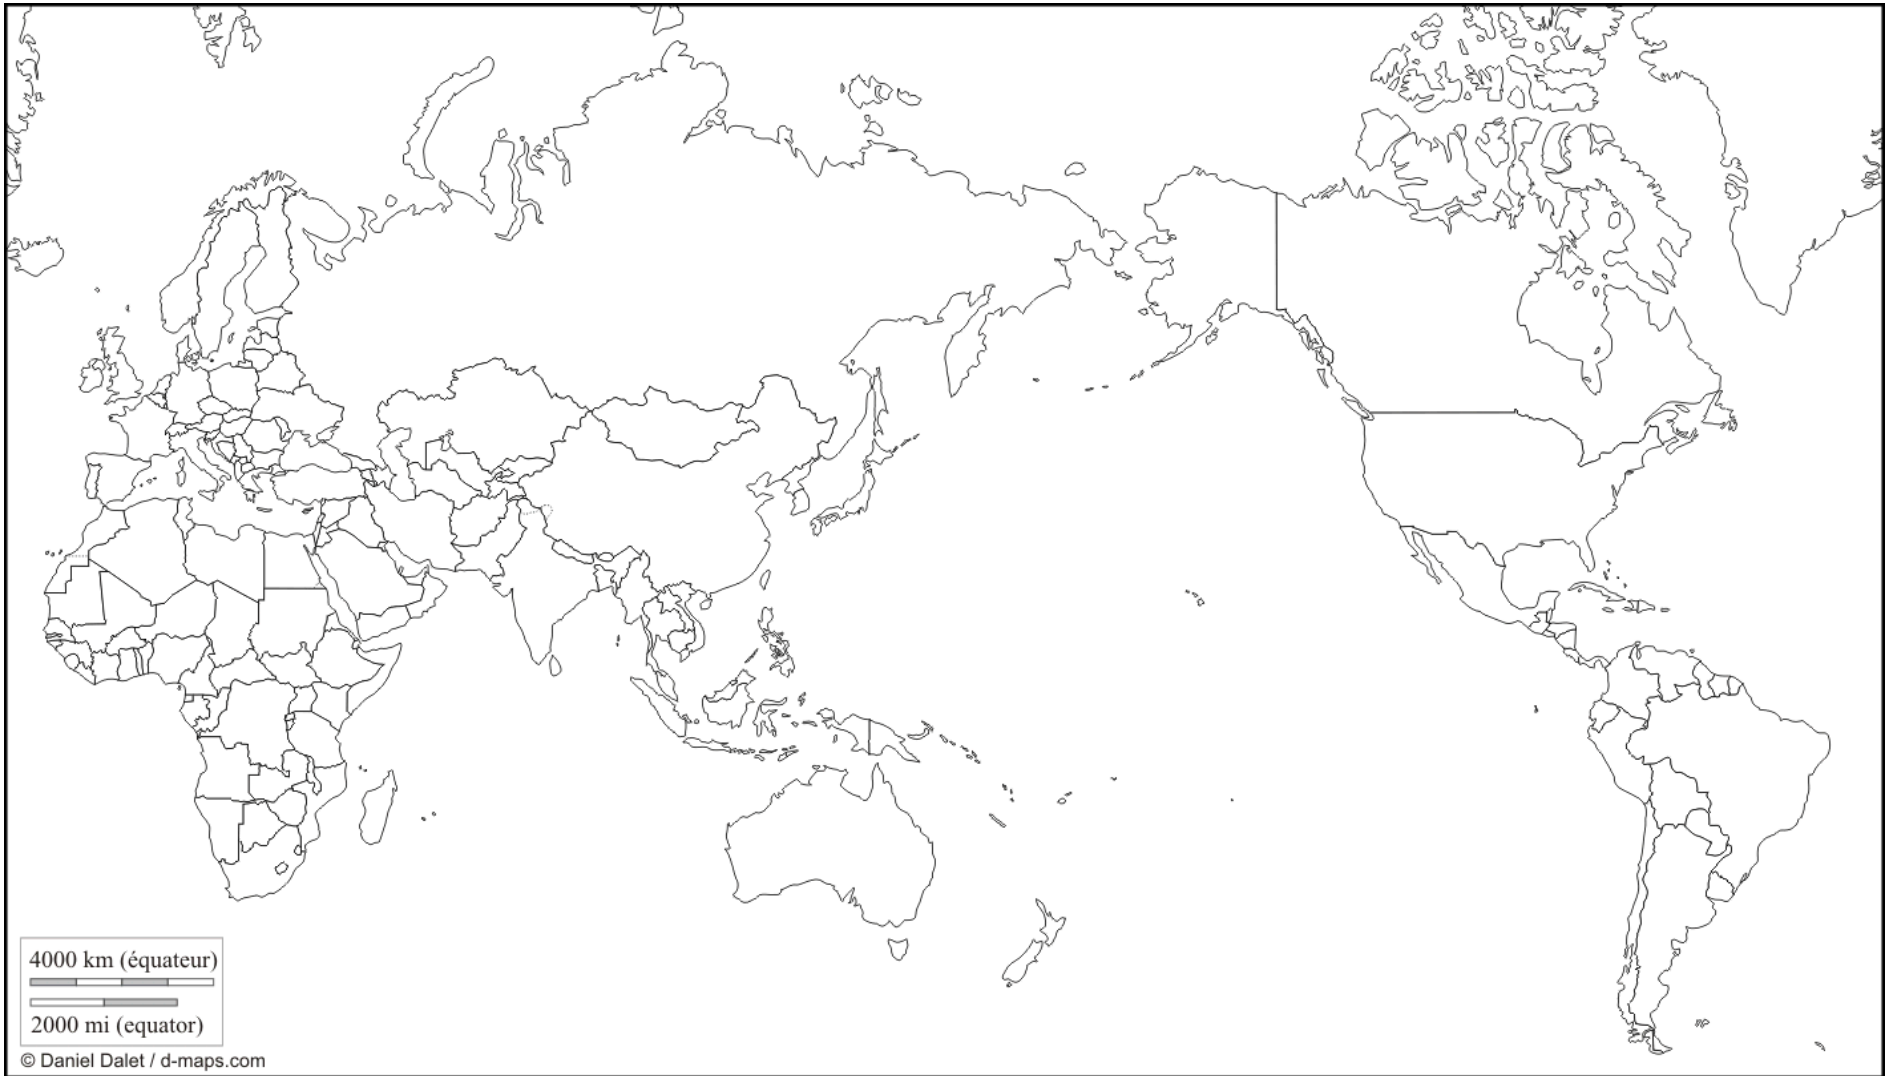 4000 km (équateur)
2000 mi (equator)
© Daniel Dalet / d-maps.com